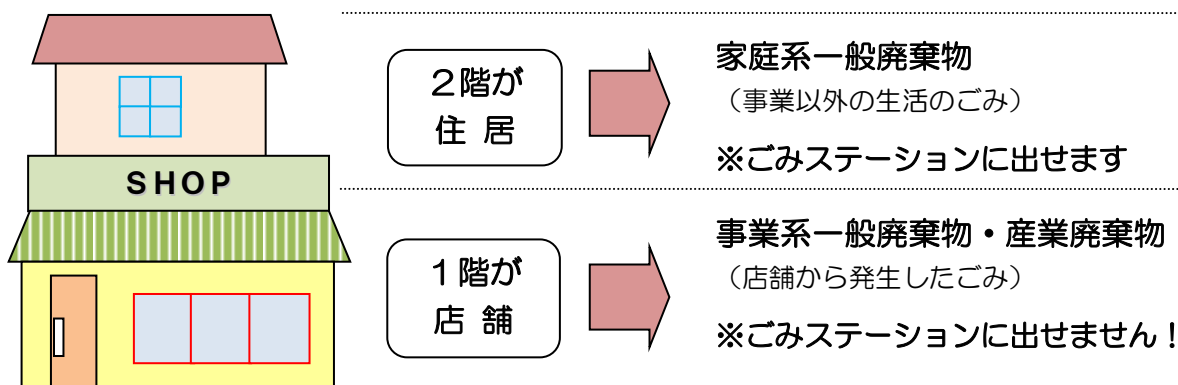 ２階が
住 居
家庭系一般廃棄物
（事業以外の生活のごみ）
※ごみステーションに出せます
SHOP
１階が
店 舗
事業系一般廃棄物・産業廃棄物
（店舗から発生したごみ）
※ごみステーションに出せません！